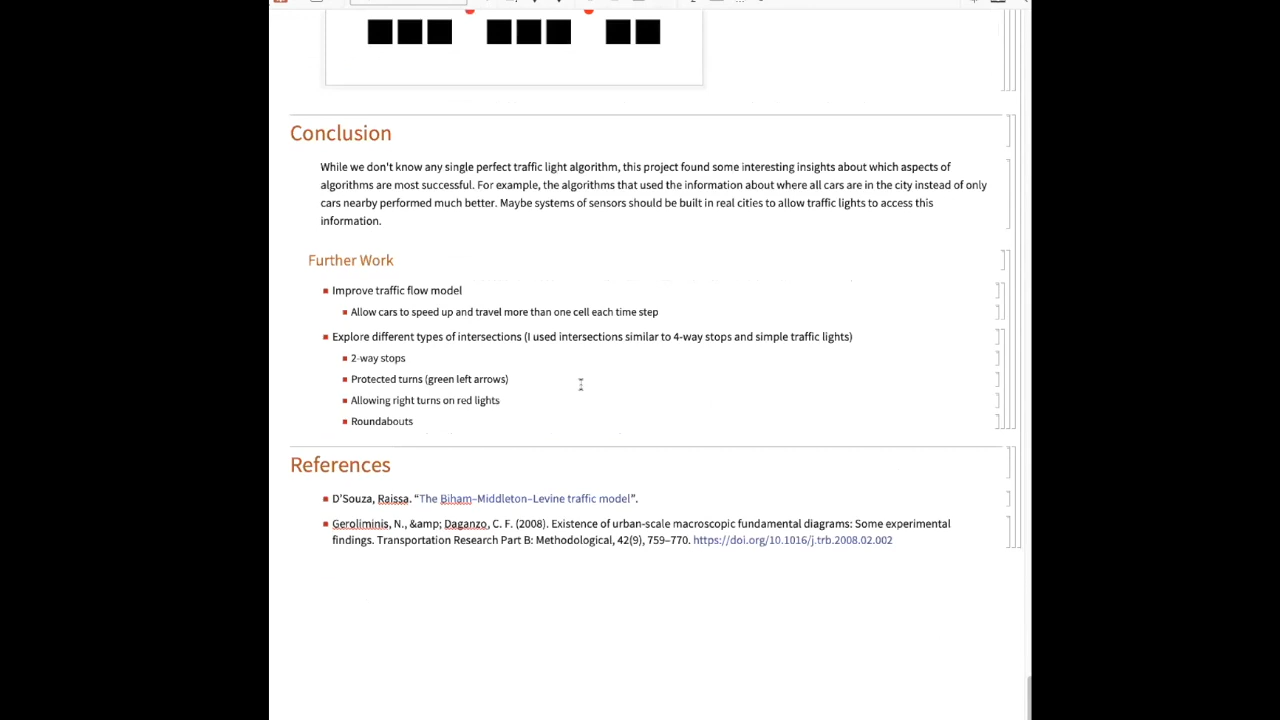 Conclusion
While we don't know any single perfect traffic light algorithm, this project found some interesting insights about which aspects of
algorithms are most successful. For example, the algorithms that used the information about where all cars are in the city instead of only
cars nearby performed much better. Maybe systems of sensors should be built in real cities to allow traffic lights to access this
information.
Further Work
Improve traffic flow model
Allow cars to speed up and travel more than one cell each time step
Explore different types of intersections (I used intersections similar to 4-way stops and simple traffic lights)
2-way stops
Protected turns (green left arrows)
Allowing right turns on red lights
Roundabouts
References
D'Souza, Raissa. “The Biham–Middleton–Levine traffic model”.
Geroliminis, N., &amp; Daganzo, C. F. (2008). Existence of urban-scale macroscopic fundamental diagrams: Some experimental
findings. Transportation Research Part B: Methodological, 42(9), 759–770. https://doi.org/10.1016/j.trb.2008.02.002